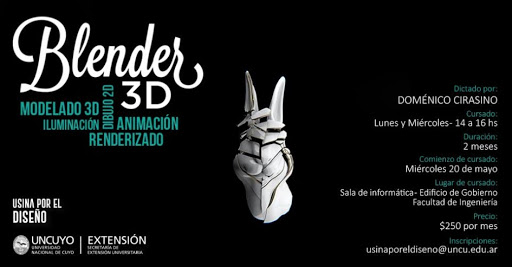 Blender
3D
MODELADO 3D
DIBUJO 2D
ILUMINACIÓN
ANIMACIÓN
RENDERIZADO
USINA POR EL
DISEÑO
UNCUYO
UNIVERSIDAD
NACIONAL DE CUYO
EXTENSIÓN
SECRETARÍA DE
EXTENSIÓN UNIVERSITARIA
Dictado por:
DOMÉNICO CIRASINO
Cursado:
Lunes y Miércoles- 14 a 16 hs
Duración:
2 meses
Comienzo de cursado:
Miércoles 20 de mayo
Lugar de cursado:
Sala de informática- Edificio de Gobierno
Facultad de Ingeniería
Precio:
$250 por mes
Inscripciones:
usinaporeldiseno@uncu.edu.ar